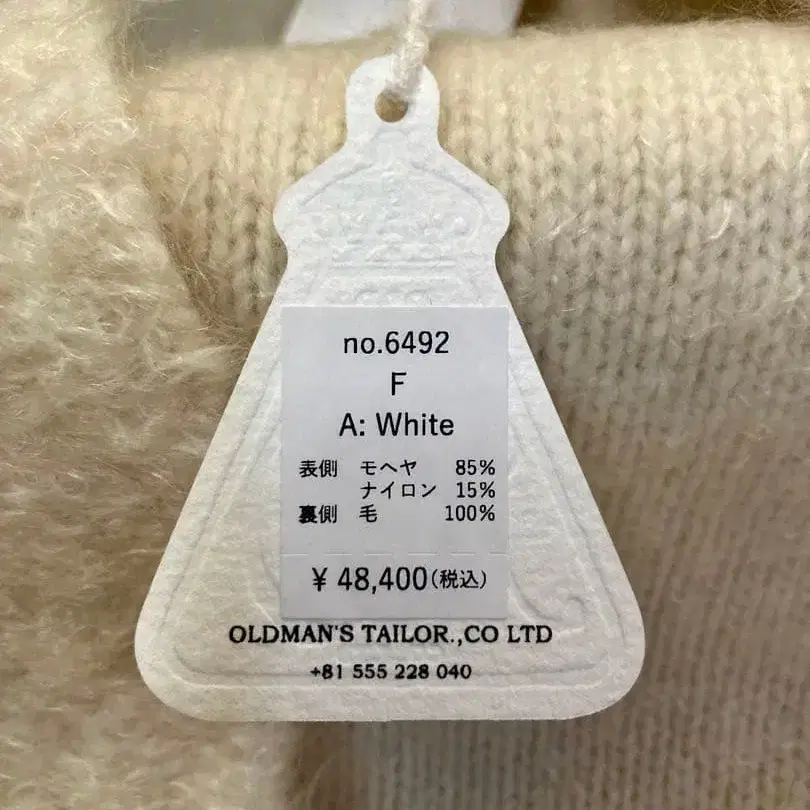 no.6492
F
A: White
表側 モヘヤ 85%
ナイロン 15%
裏側 毛 100%
¥ 48,400(税込)
OLDMAN'S TAILOR.,CO LTD
+81 555 228 040